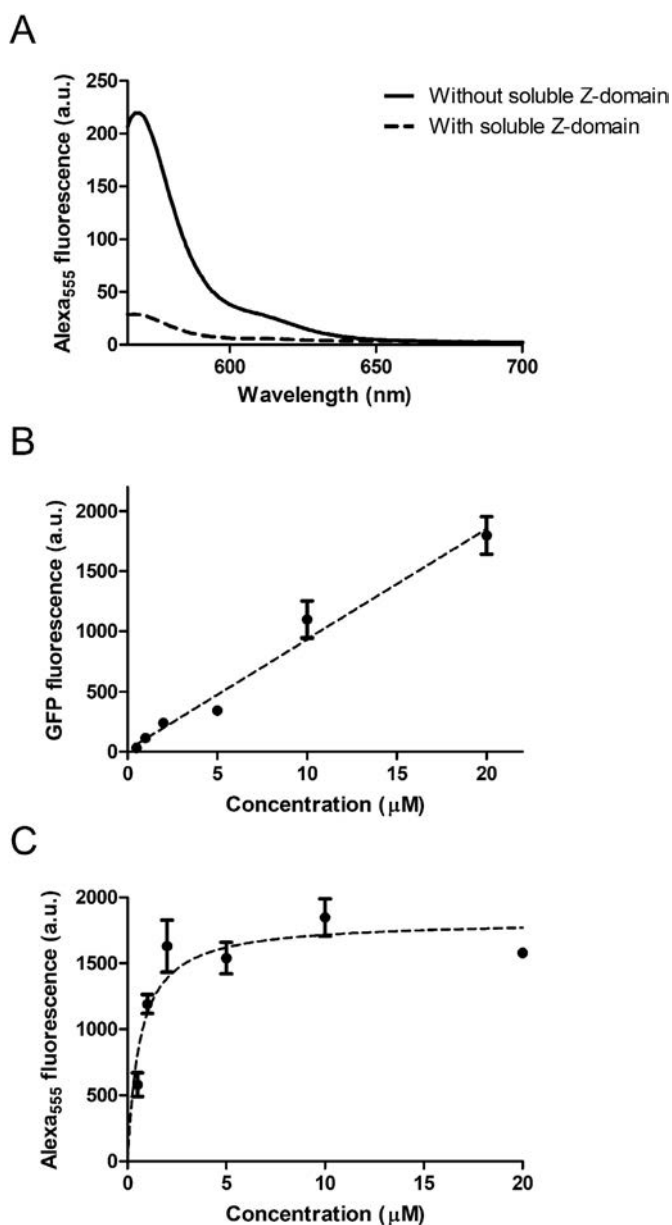 A
250
200
150
100
50
0
600
650
700
Alexa555 fluorescence (a.u.)
Wavelength (nm)
Without soluble Z-domain
With soluble Z-domain
B
2000
1500
1000
500
0
0
5
10
15
20
GFP fluorescence (a.u.)
Concentration (μM)
C
2000
1500
1000
500
0
0
5
10
15
20
Alexa555 fluorescence (a.u.)
Concentration (μM)